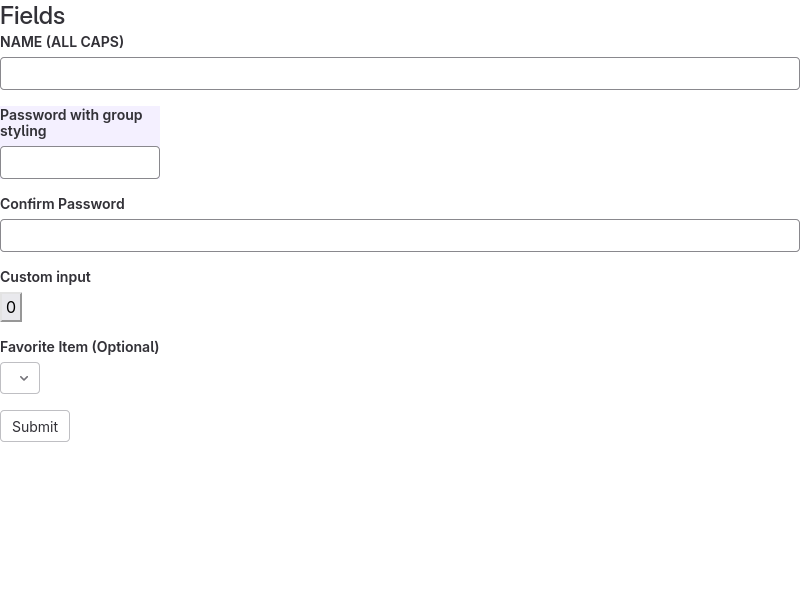 Fields
NAME (ALL CAPS)
Password with group
styling
Confirm Password
Custom input
0
Favorite Item (Optional)
Submit